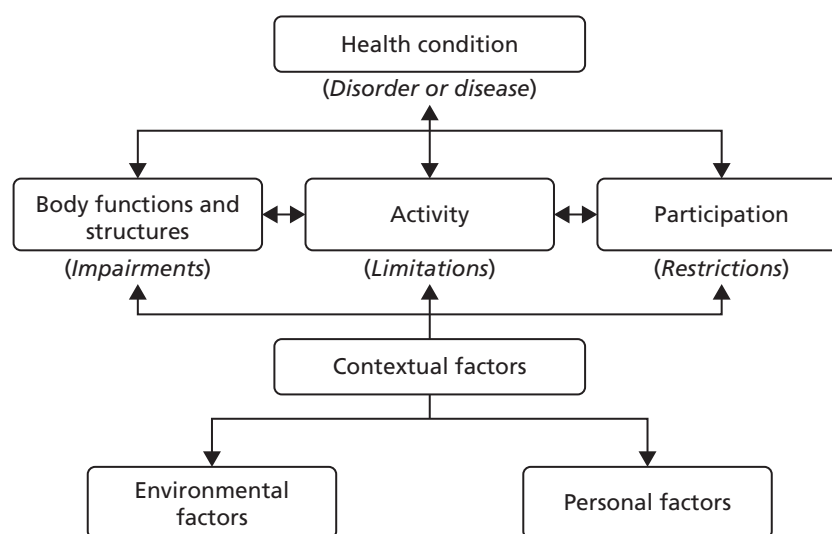 Health condition
(Disorder or disease)
Body functions and
structures
Activity
Participation
(Impairments)
(Limitations)
(Restrictions)
Contextual factors
Environmental
factors
Personal factors